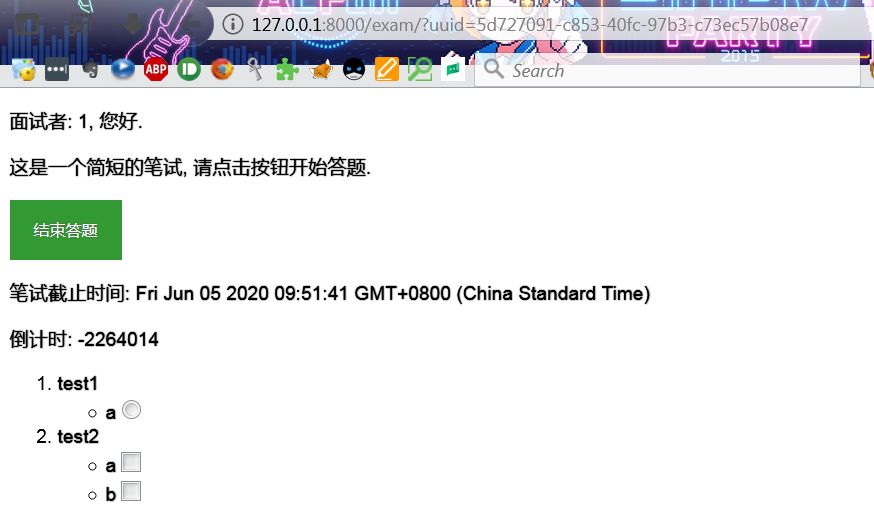 127.0.0.1:8000/exam/?uuid=5d727091-c853-40fc-97b3-c73ec57b08e7
2015
ABP
Search
面试者: 1, 您好.
这是一个简短的笔试, 请点击按钮开始答题.
结束答题
笔试截止时间: Fri Jun 05 2020 09:51:41 GMT+0800 (China Standard Time)
倒计时: -2264014
1. test1
a
2. test2
a
b